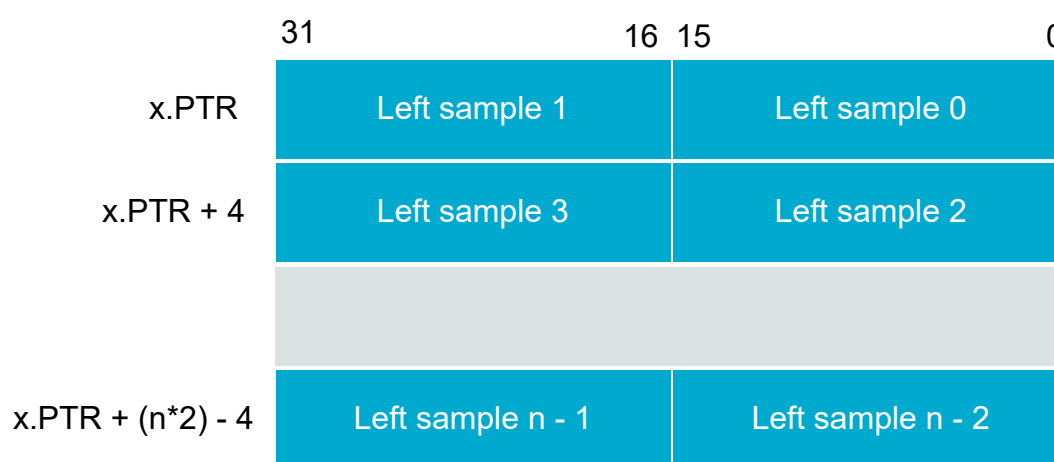 31 16 15 0
x.PTR Left sample 1 Left sample 0
x.PTR + 4 Left sample 3 Left sample 2
x.PTR + (n*2) - 4 Left sample n - 1 Left sample n - 2